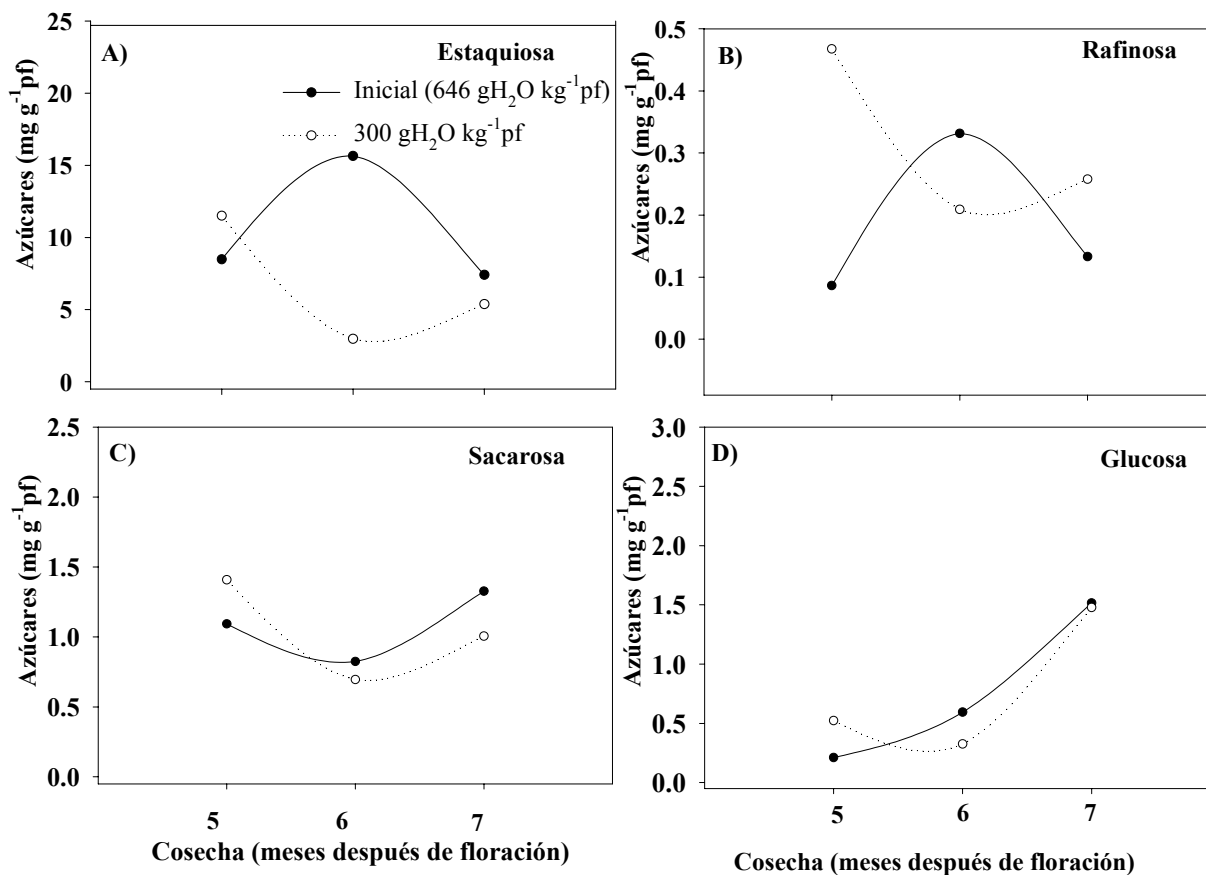 A)
Estaquiosa
Inicial (646 gH₂O kg⁻¹pf)
300 gH₂O kg⁻¹pf
Azúcares (mg g⁻¹pf)
25
20
15
10
5
0
B)
Rafinosa
Azúcares (mg g⁻¹pf)
0.5
0.4
0.3
0.2
0.1
0.0
C)
Sacarosa
Azúcares (mg g⁻¹pf)
2.5
2.0
1.5
1.0
0.5
0.0
5 6 7
Cosecha (meses después de floración)
D)
Glucosa
Azúcares (mg g⁻¹pf)
3.0
2.5
2.0
1.5
1.0
0.5
0.0
5 6 7
Cosecha (meses después de floración)